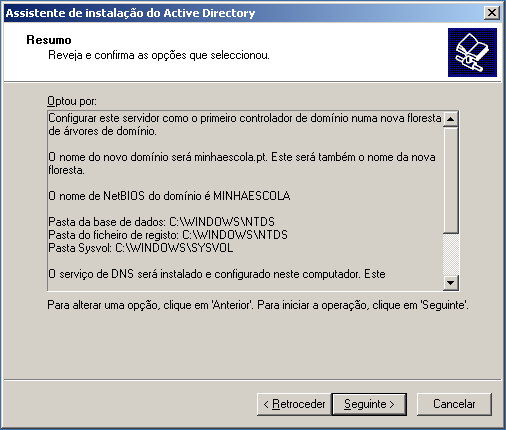 Assistente de instalação do Active Directory
Resumo
Reveja e confirma as opções que seleccionou.
Optou por:
Configurar este servidor como o primeiro controlador de domínio numa nova floresta
de árvores de domínio.
O nome do novo domínio será minhaescola.pt. Este será também o nome da nova
floresta.
O nome de NetBIOS do domínio é MINHAESCOLA
Pasta da base de dados: C:\WINDOWS\NTDS
Pasta do ficheiro de registo: C:\WINDOWS\NTDS
Pasta Sysvol: C:\WINDOWS\SYSVOL
O serviço de DNS será instalado e configurado neste computador. Este
Para alterar uma opção, clique em 'Anterior'. Para iniciar a operação, clique em 'Seguinte'.
< Retroceder
Seguinte >
Cancelar